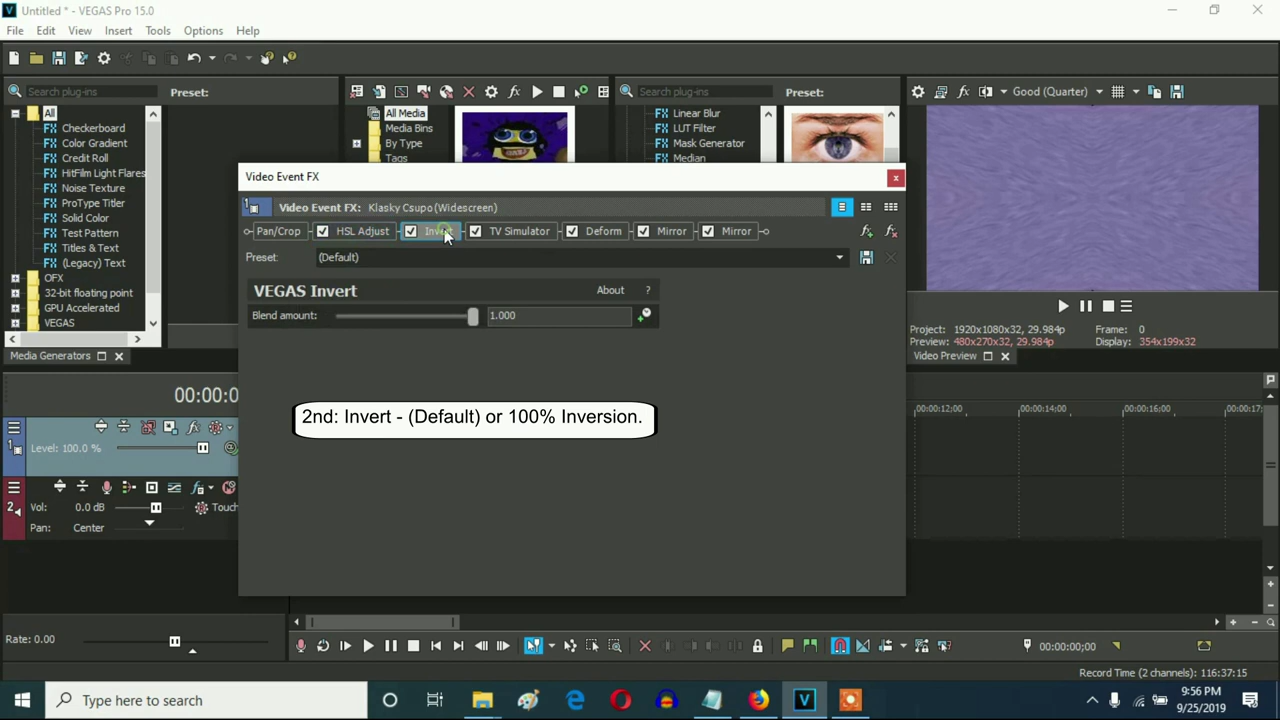 Untitled * - VEGAS Pro 15.0
File Edit View Insert Tools Options Help
Search plug-ins
Preset:
Search plug-ins
Preset:
Good (Quarter)
All
Checkerboard
Color Gradient
Credit Roll
HitFilm Light Flares
Noise Texture
ProType Titler
Solid Color
Test Pattern
Titles & Text
(Legacy) Text
OFX
32-bit floating point
GPU Accelerated
VEGAS
Media Generators
All Media
Media Bins
By Type
Tags
Linear Blur
LUT Filter
Mask Generator
Median
Video Event FX
Video Event FX: Klasky Csupo (Widescreen)
Pan/Crop HSL Adjust Invert TV Simulator Deform Mirror Mirror
Preset: (Default)
VEGAS Invert About ?
Blend amount: 1.000
2nd: Invert - (Default) or 100% Inversion.
Project: 1920x1080x32, 29.984p Frame: 0
Preview: 480x270x32, 29.984p Display: 354x199x32
Video Preview
00:00:0
00:00:12;00 00:00:14;00 00:00:16;00 00:00:17;
1
Level: 100.0 %
2
Vol: 0.0 dB Touch
Pan: Center
Rate: 0.00
00:00:00;00
Record Time (2 channels): 116:37:15
Type here to search
9:56 PM
9/25/2019